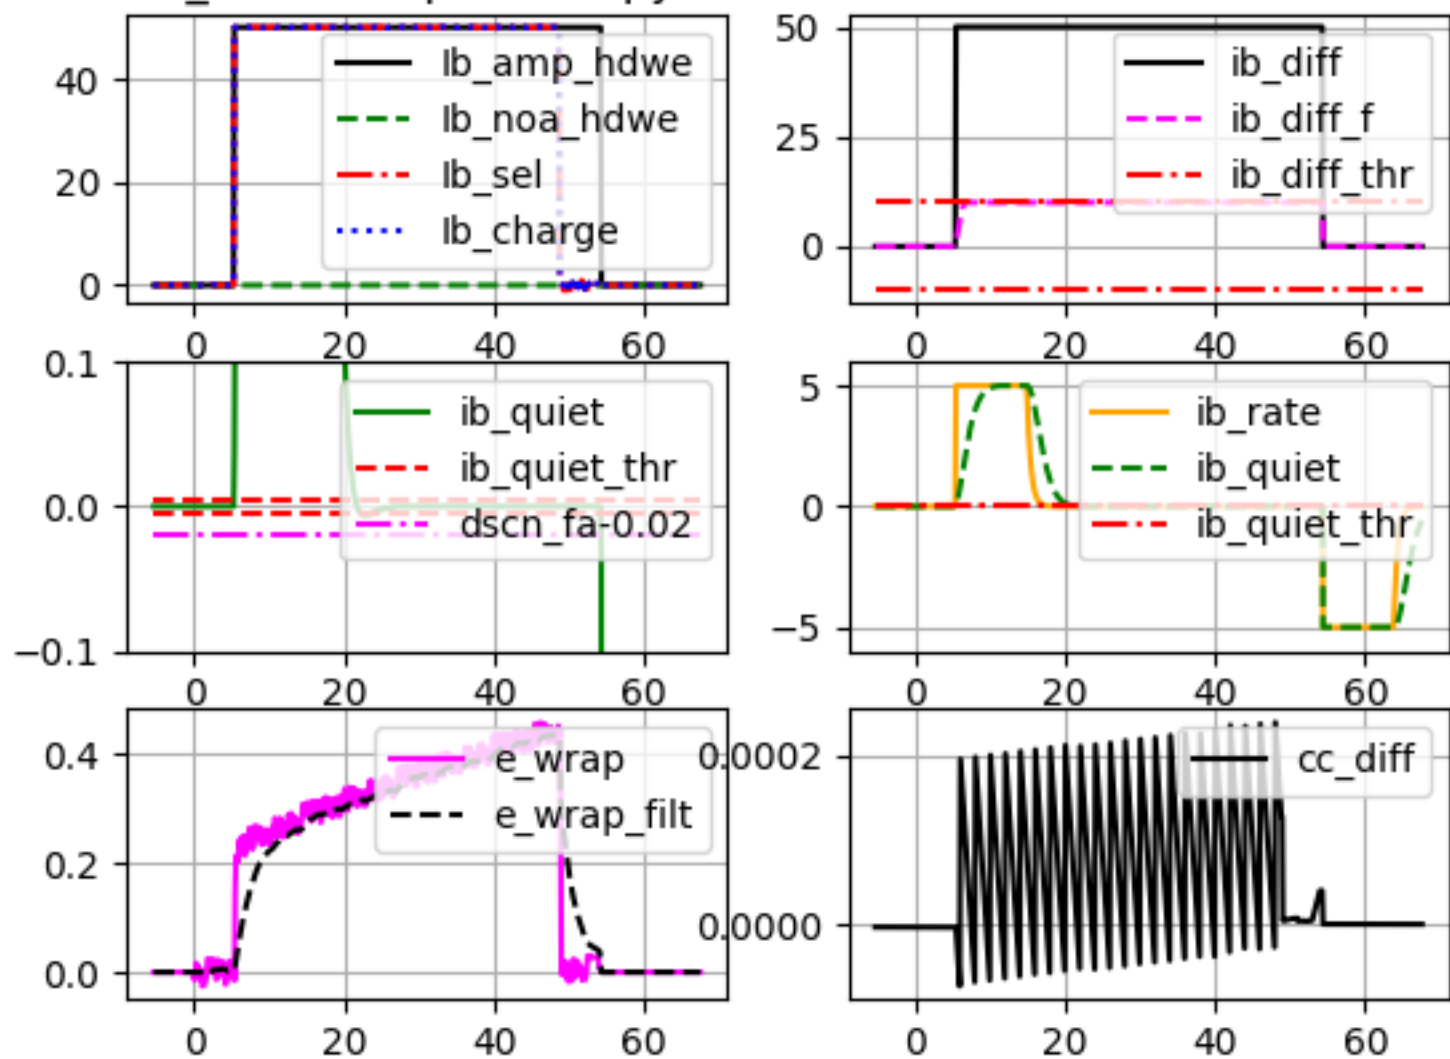 40
20
0
Ib_amp_hdwe
Ib_noa_hdwe
Ib_sel
Ib_charge
0 20 40 60
50
25
0
ib_diff
ib_diff_f
ib_diff_thr
0 20 40 60
0.1
0.0
−0.1
ib_quiet
ib_quiet_thr
dscn_fa-0.02
0 20 40 60
5
0
−5
ib_rate
ib_quiet
ib_quiet_thr
0 20 40 60
0.4
0.2
0.0
e_wrap
e_wrap_filt
0 20 40 60
0.0002
0.0000
cc_diff
0 20 40 60